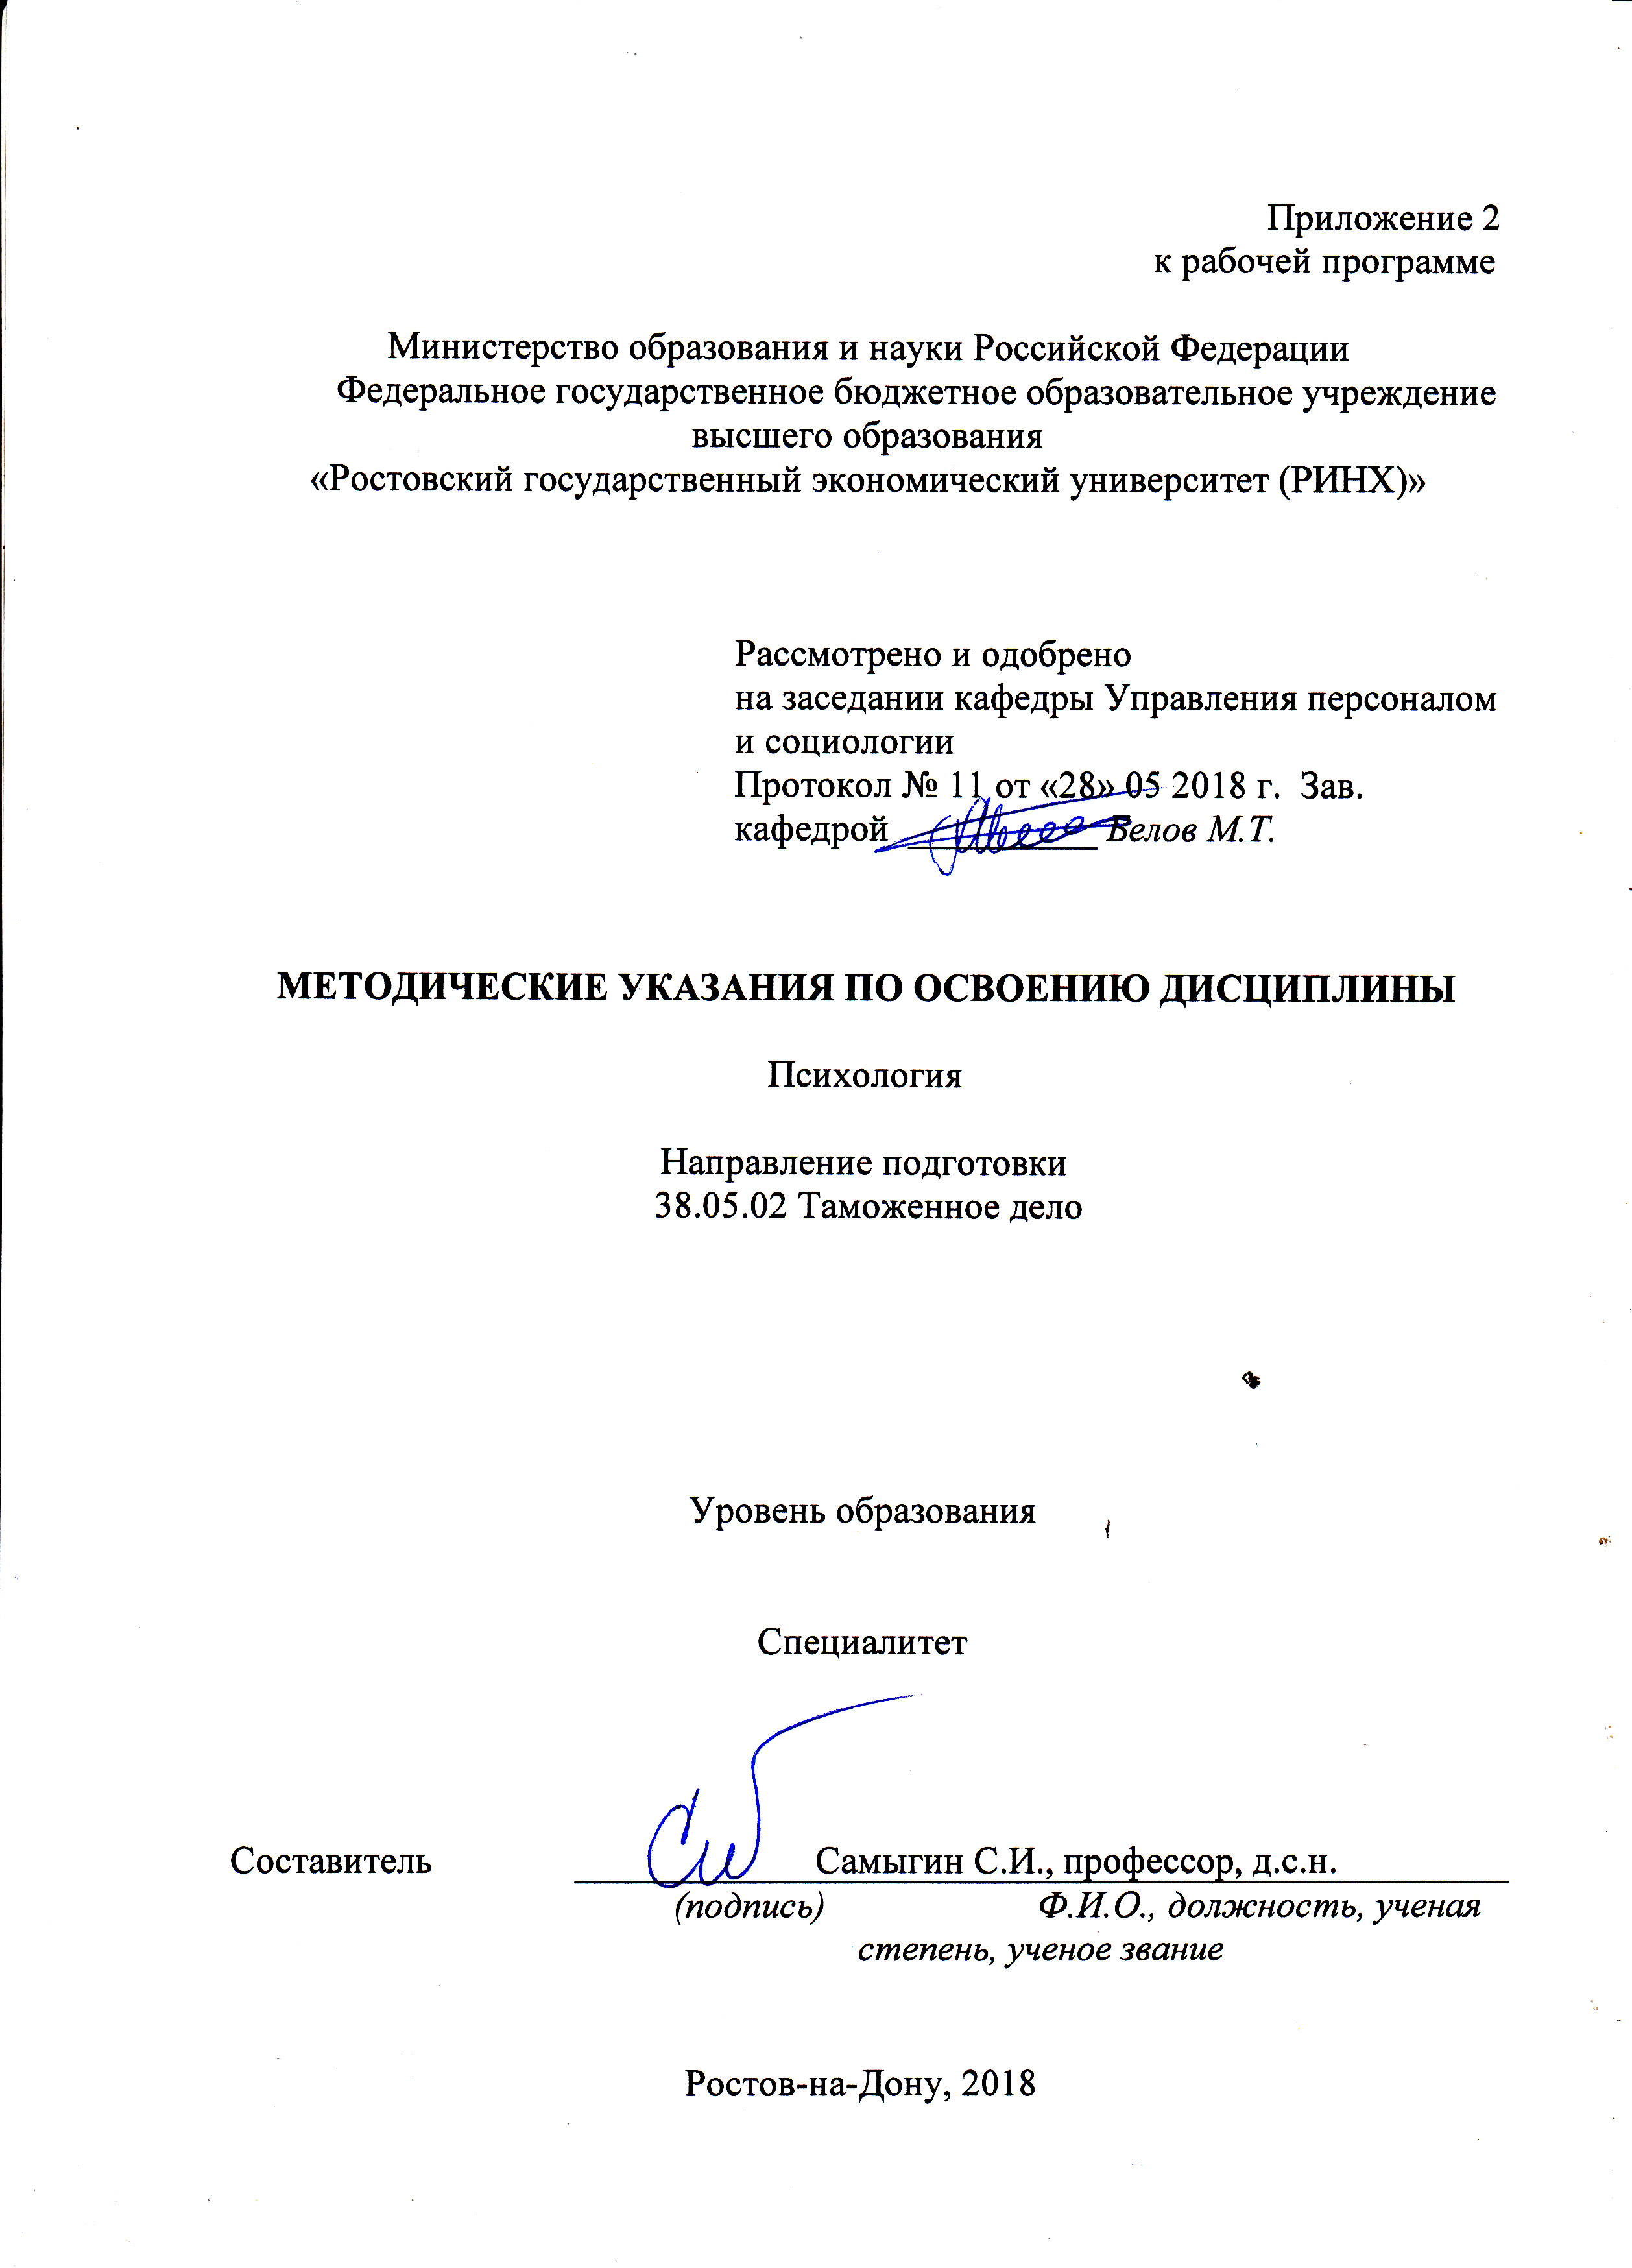 Приложение 2
к рабочей программе
Министерство образования и науки Российской Федерации
Федеральное государственное бюджетное образовательное учреждение
высшего образования
«Ростовский государственный экономический университет (РИНХ)»
Рассмотрено и одобрено
на заседании кафедры Управления персоналом
и социологии
Протокол № 11 от «28» 05 2018 г. Зав.
кафедрой __________ Белов М.Т.
МЕТОДИЧЕСКИЕ УКАЗАНИЯ ПО ОСВОЕНИЮ ДИСЦИПЛИНЫ
Психология
Направление подготовки
38.05.02 Таможенное дело
Уровень образования
Специалитет
Составитель Самыгин С.И., профессор, д.с.н.
(подпись) Ф.И.О., должность, ученая
степень, ученое звание
Ростов-на-Дону, 2018